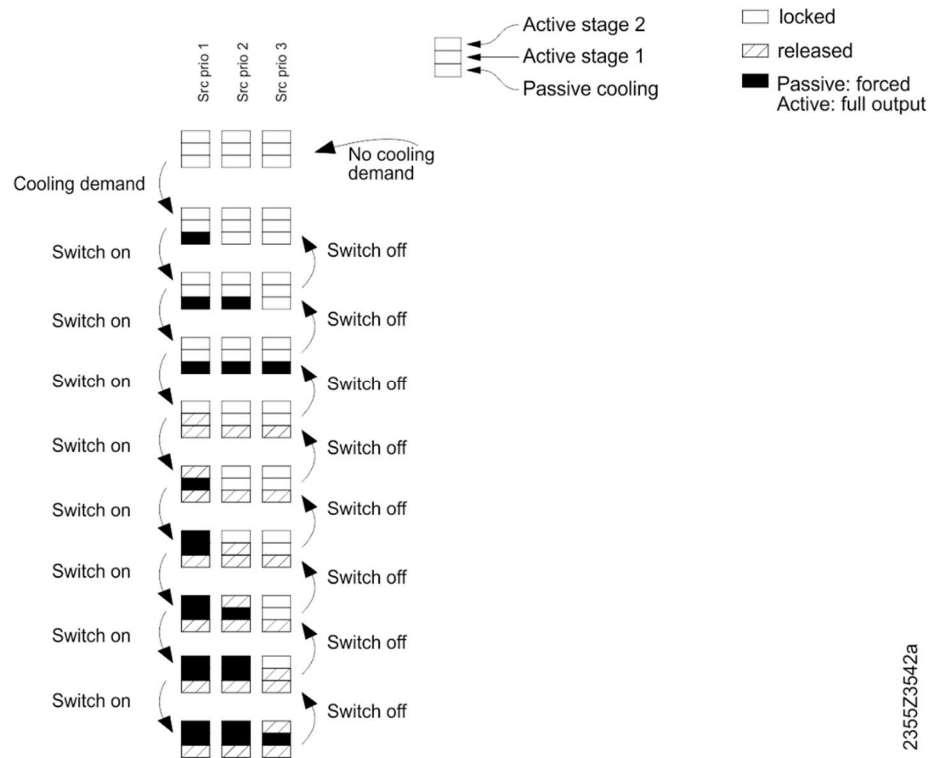 Src prio 1
Src prio 2
Src prio 3
Active stage 2
Active stage 1
Passive cooling
locked
released
Passive: forced
Active: full output
No cooling
demand
Cooling demand
Switch on
Switch off
Switch on
Switch off
Switch on
Switch off
Switch on
Switch off
Switch on
Switch off
Switch on
Switch off
Switch on
Switch off
Switch on
Switch off
2355Z3542a